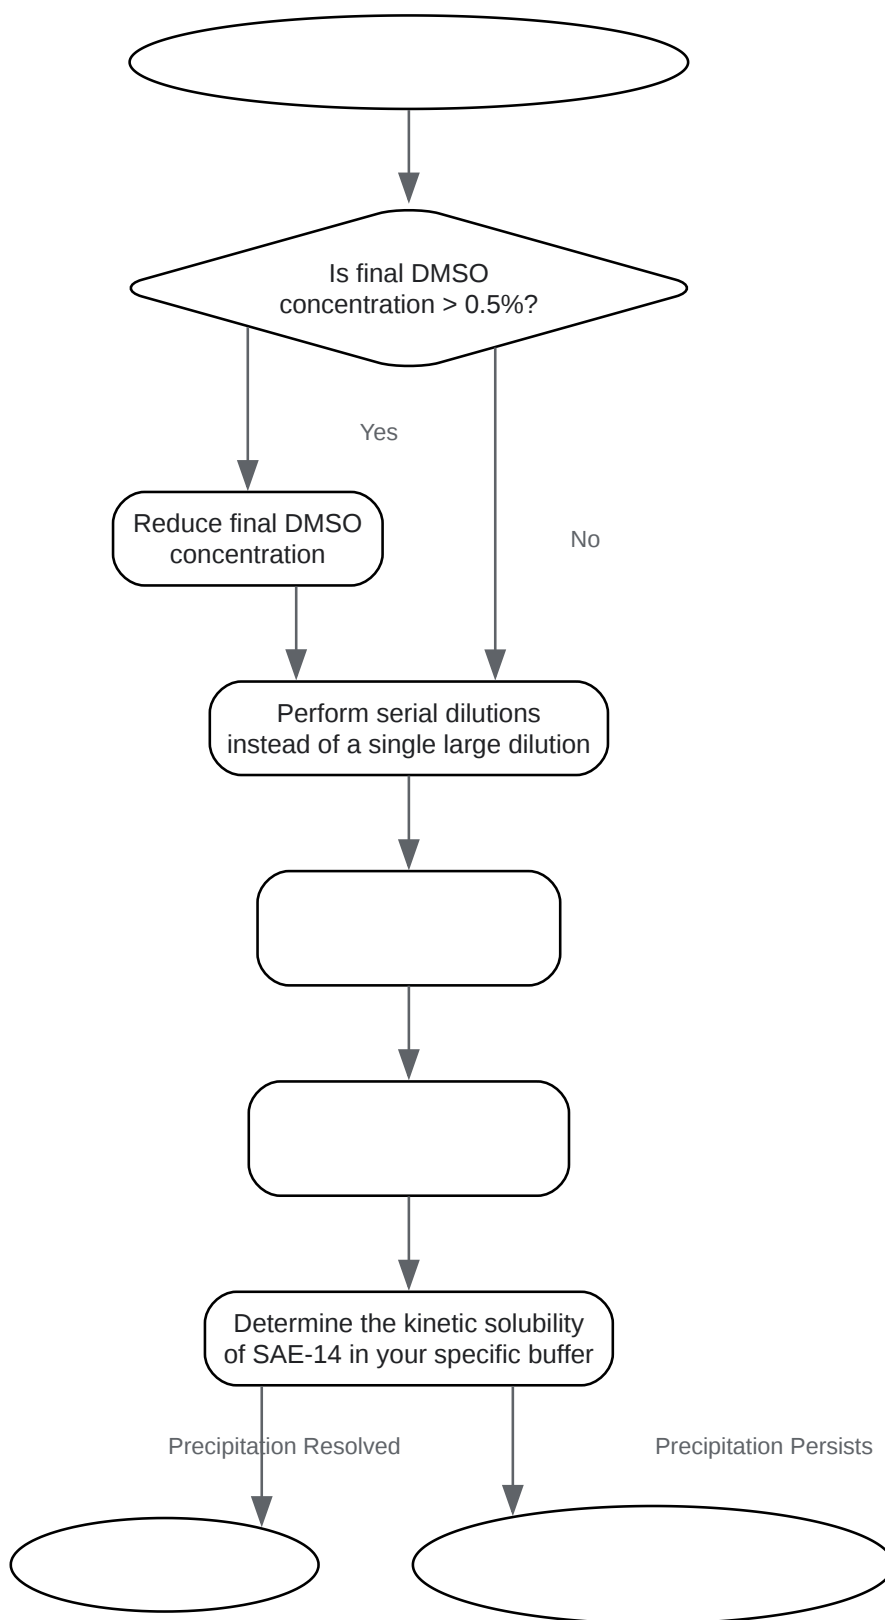 Is final DMSO
concentration > 0.5%?
Yes
Reduce final DMSO
concentration
No
Perform serial dilutions
instead of a single large dilution
Determine the kinetic solubility
of SAE-14 in your specific buffer
Precipitation Resolved
Precipitation Persists